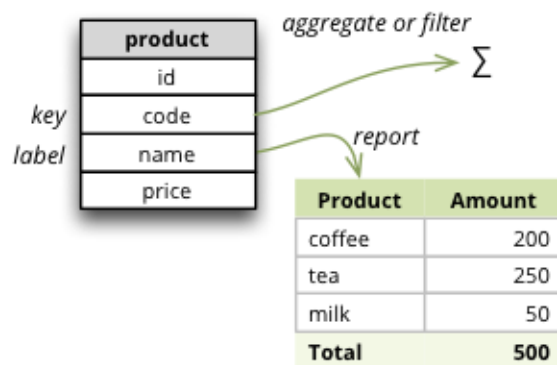 aggregate or filter
product
Σ
id
key
code
label
name
report
price
Product Amount
coffee 200
tea 250
milk 50
Total 500